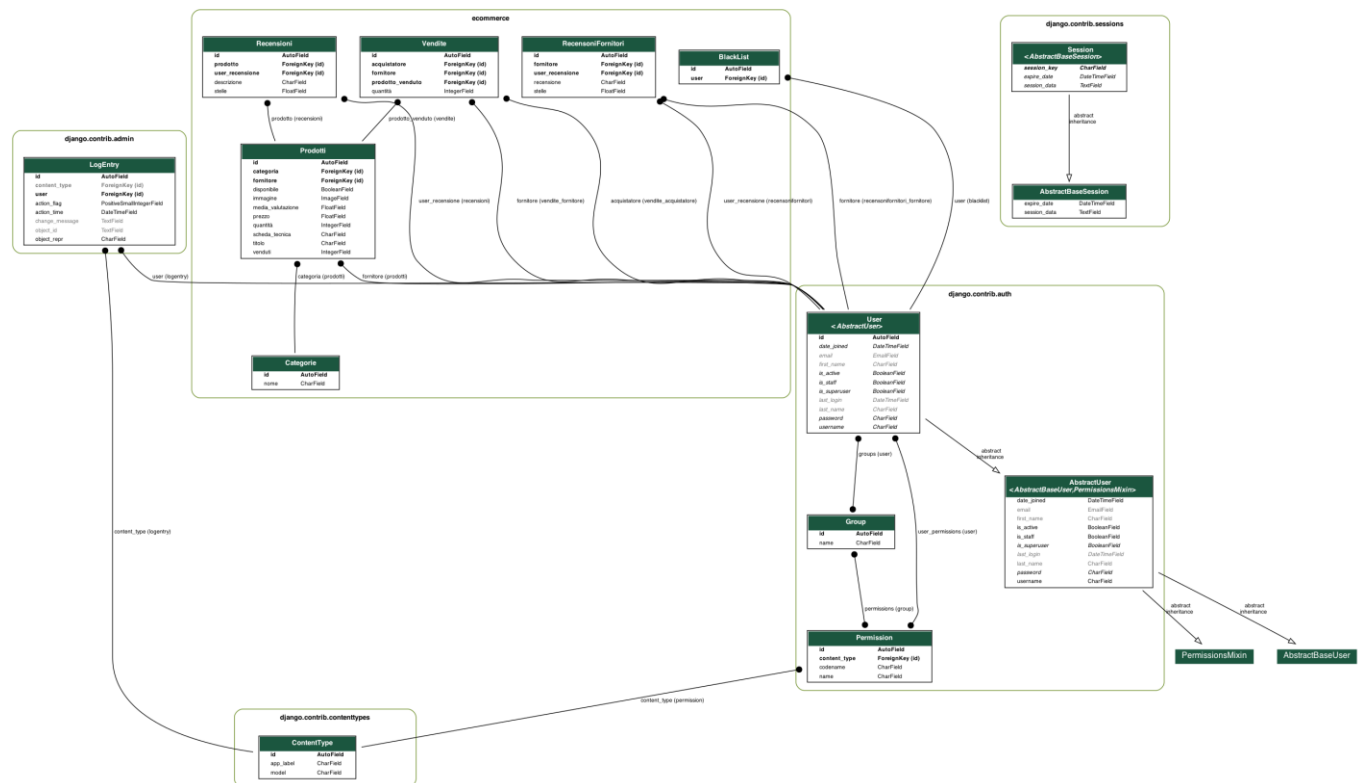 ecommerce
Recensioni
id AutoField
prodotto ForeignKey (id)
user_recensione ForeignKey (id)
descrizione CharField
stelle FloatField
Vendite
id AutoField
acquistatore ForeignKey (id)
fornitore ForeignKey (id)
prodotto_venduto ForeignKey (id)
quantità IntegerField
RecensoniFornitori
id AutoField
fornitore ForeignKey (id)
user_recensione ForeignKey (id)
recensione CharField
stelle FloatField
BlackList
id AutoField
user ForeignKey (id)
django.contrib.sessions
Session
<AbstractBaseSession>
session_key CharField
expire_date DateTimeField
session_data TextField
abstract
inheritance
AbstractBaseSession
expire_date DateTimeField
session_data TextField
prodotto (recensioni)
prodotto_venduto (vendite)
django.contrib.admin
LogEntry
id AutoField
content_type ForeignKey (id)
user ForeignKey (id)
action_flag PositiveSmallIntegerField
action_time DateTimeField
change_message TextField
object_id TextField
object_repr CharField
Prodotti
id AutoField
categoria ForeignKey (id)
fornitore ForeignKey (id)
disponibile BooleanField
immagine ImageField
media_valutazione FloatField
prezzo FloatField
quantità IntegerField
scheda_tecnica CharField
titolo CharField
venduti IntegerField
user_recensione (recensioni)
fornitore (vendite_fornitore)
acquistatore (vendite_acquistatore)
user_recensione (recensonifornitori)
fornitore (recensonifornitori_fornitore)
user (blacklist)
user (logentry)
categoria (prodotti)
fornitore (prodotti)
Categorie
id AutoField
nome CharField
django.contrib.auth
User
<AbstractUser>
id AutoField
date_joined DateTimeField
email EmailField
first_name CharField
is_active BooleanField
is_staff BooleanField
is_superuser BooleanField
last_login DateTimeField
last_name CharField
password CharField
username CharField
groups (user)
abstract
inheritance
AbstractUser
<AbstractBaseUser,PermissionsMixin>
date_joined DateTimeField
email EmailField
first_name CharField
is_active BooleanField
is_staff BooleanField
is_superuser BooleanField
last_login DateTimeField
last_name CharField
password CharField
username CharField
Group
id AutoField
name CharField
user_permissions (user)
content_type (logentry)
permissions (group)
abstract
inheritance
abstract
inheritance
Permission
id AutoField
content_type ForeignKey (id)
codename CharField
name CharField
PermissionsMixin
AbstractBaseUser
content_type (permission)
django.contrib.contenttypes
ContentType
id AutoField
app_label CharField
model CharField